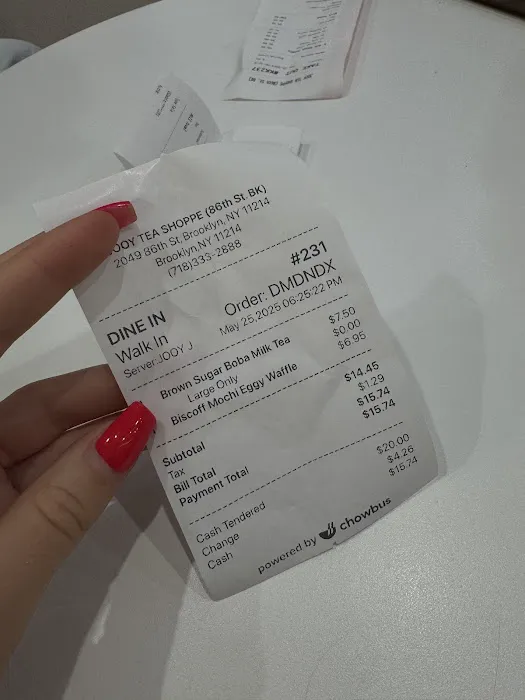 JOOY TEA SHOPPE (86th St. BK)
2049 86th St, Brooklyn, NY 11214
Brooklyn,NY 11214
(718)333-2888
#231
DINE IN
Order: DMDNDX
Walk In
May 25,2025 06:25:22 PM
Server:JOOY J
Brown Sugar Boba Milk Tea $7.50
Large Only $0.00
Biscoff Mochi Eggy Waffle $6.95
Subtotal $14.45
Tax $1.29
Bill Total $15.74
Payment Total $15.74
Cash Tendered $20.00
Change $4.26
Cash $15.74
powered by chowbus